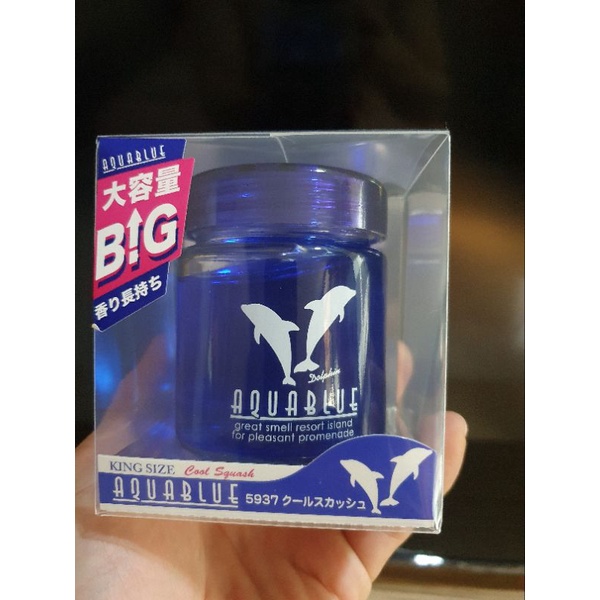 AQUABLUE
大容量
BIG
香り長持ち
Dolphin
AQUABLUE
great smell resort island
for pleasant promenade
KING SIZE Cool Squash
AQUABLUE 5937 クールスカッシュ